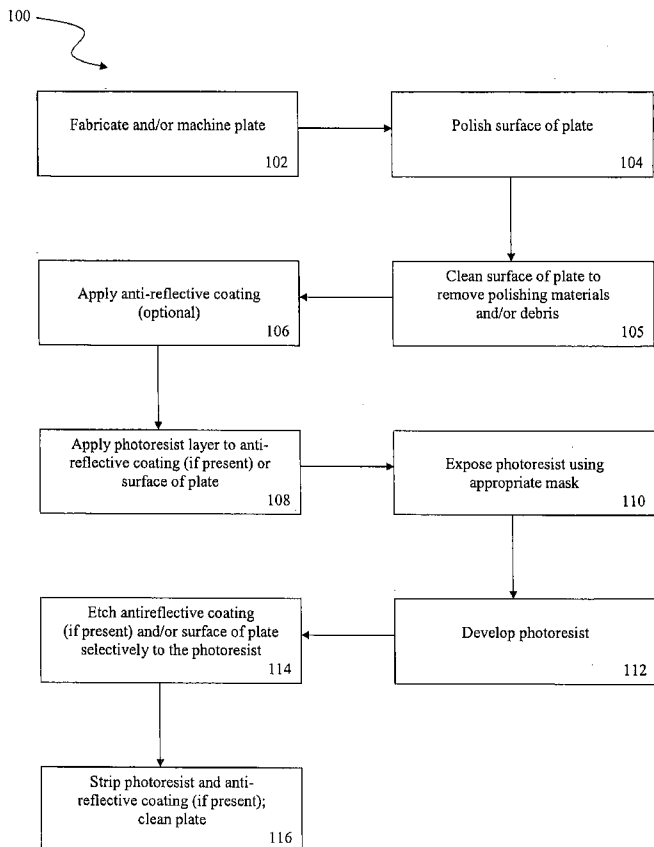 100
Fabricate and/or machine plate
102
Polish surface of plate
104
Clean surface of plate to
remove polishing materials
and/or debris
105
Apply anti-reflective coating
(optional)
106
Apply photoresist layer to anti-
reflective coating (if present) or
surface of plate
108
Expose photoresist using
appropriate mask
110
Develop photoresist
112
Etch antireflective coating
(if present) and/or surface of plate
selectively to the photoresist
114
Strip photoresist and anti-
reflective coating (if present);
clean plate
116